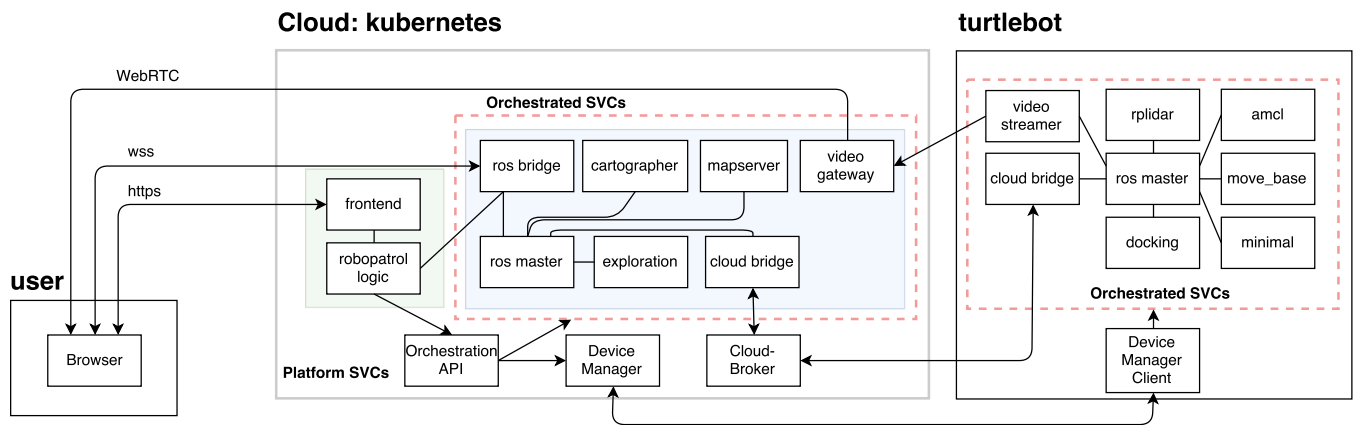 Cloud: kubernetes
turtlebot
WebRTC
Orchestrated SVCs
wss
https
ros bridge
cartographer
mapserver
video
gateway
frontend
robopatrol
logic
ros master
exploration
cloud bridge
user
Browser
Platform SVCs
Orchestration
API
Device
Manager
Cloud-
Broker
video
streamer
rplidar
amcl
cloud bridge
ros master
move_base
docking
minimal
Orchestrated SVCs
Device
Manager
Client